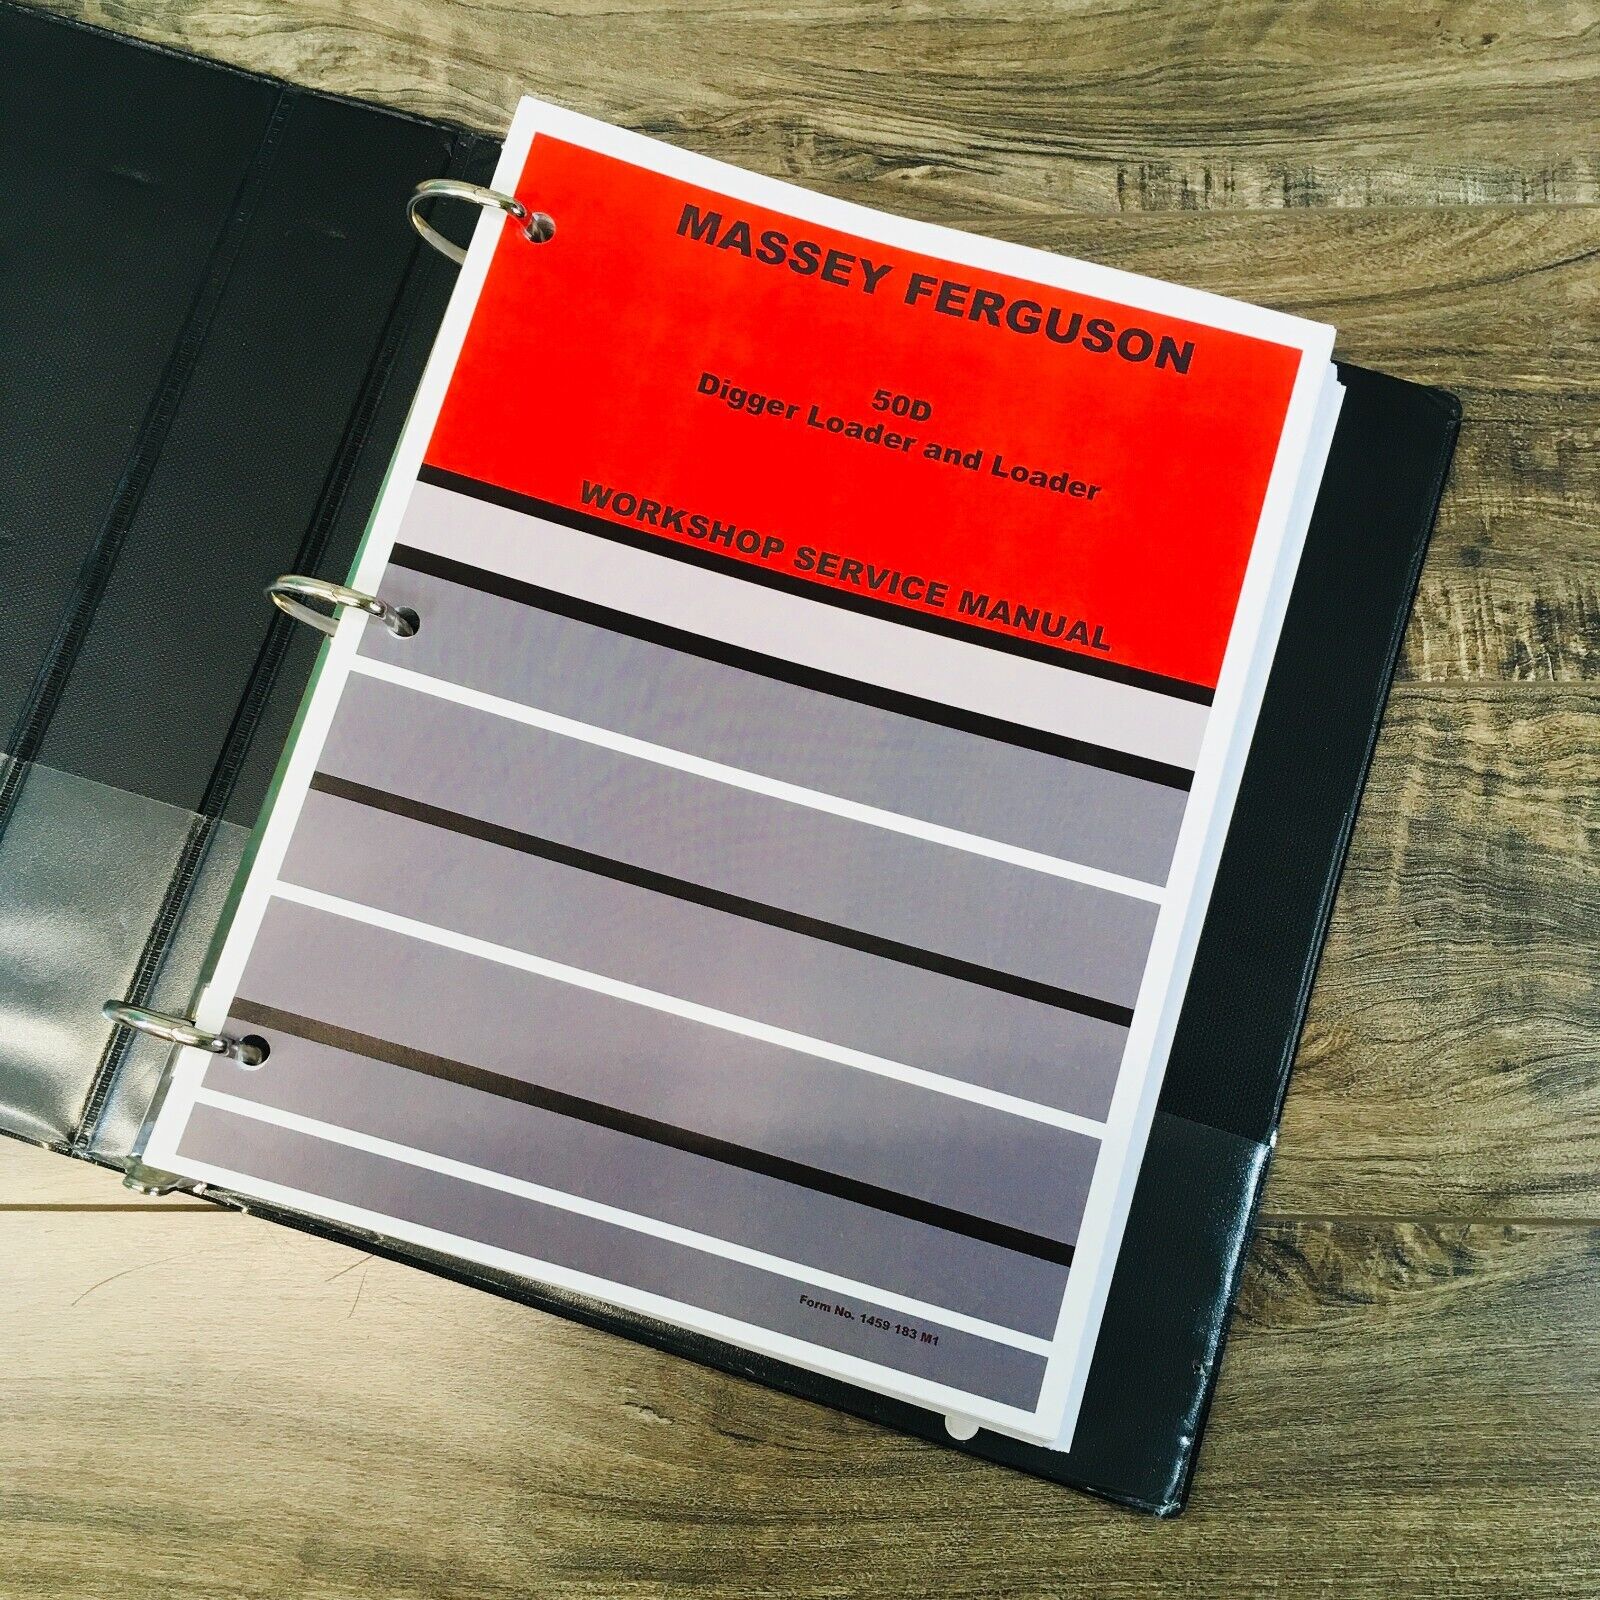 MASSEY FERGUSON
50D
Digger Loader and Loader
WORKSHOP SERVICE MANUAL
Form No. 1459 183 M1